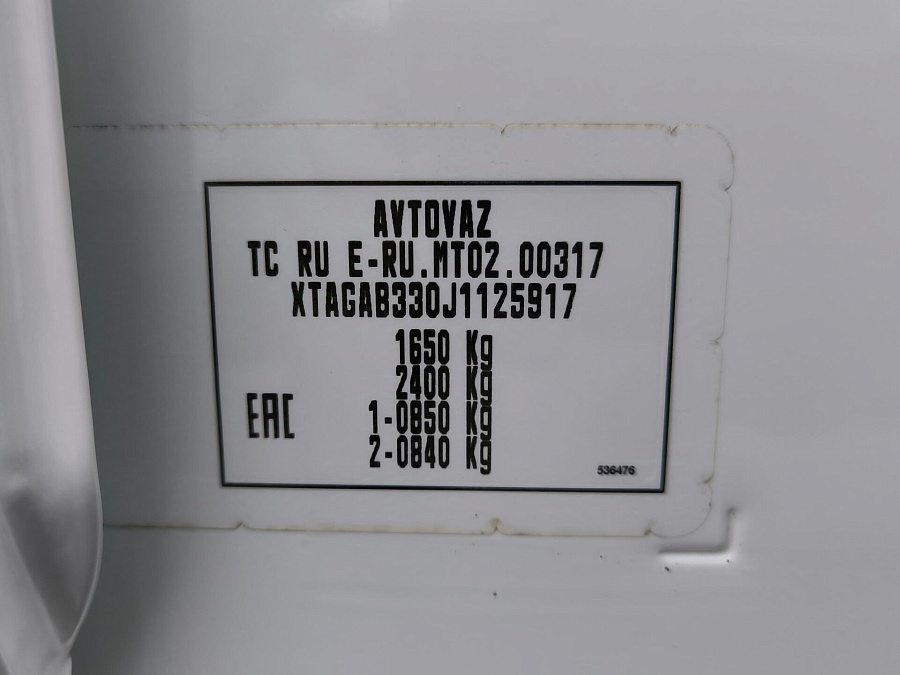 AVTOVAZ
TC RU E-RU.MT02.00317
XTAGAB330J1125917
1650 Kg
2400 Kg
1-0850 Kg
2-0840 Kg
EAC
536476